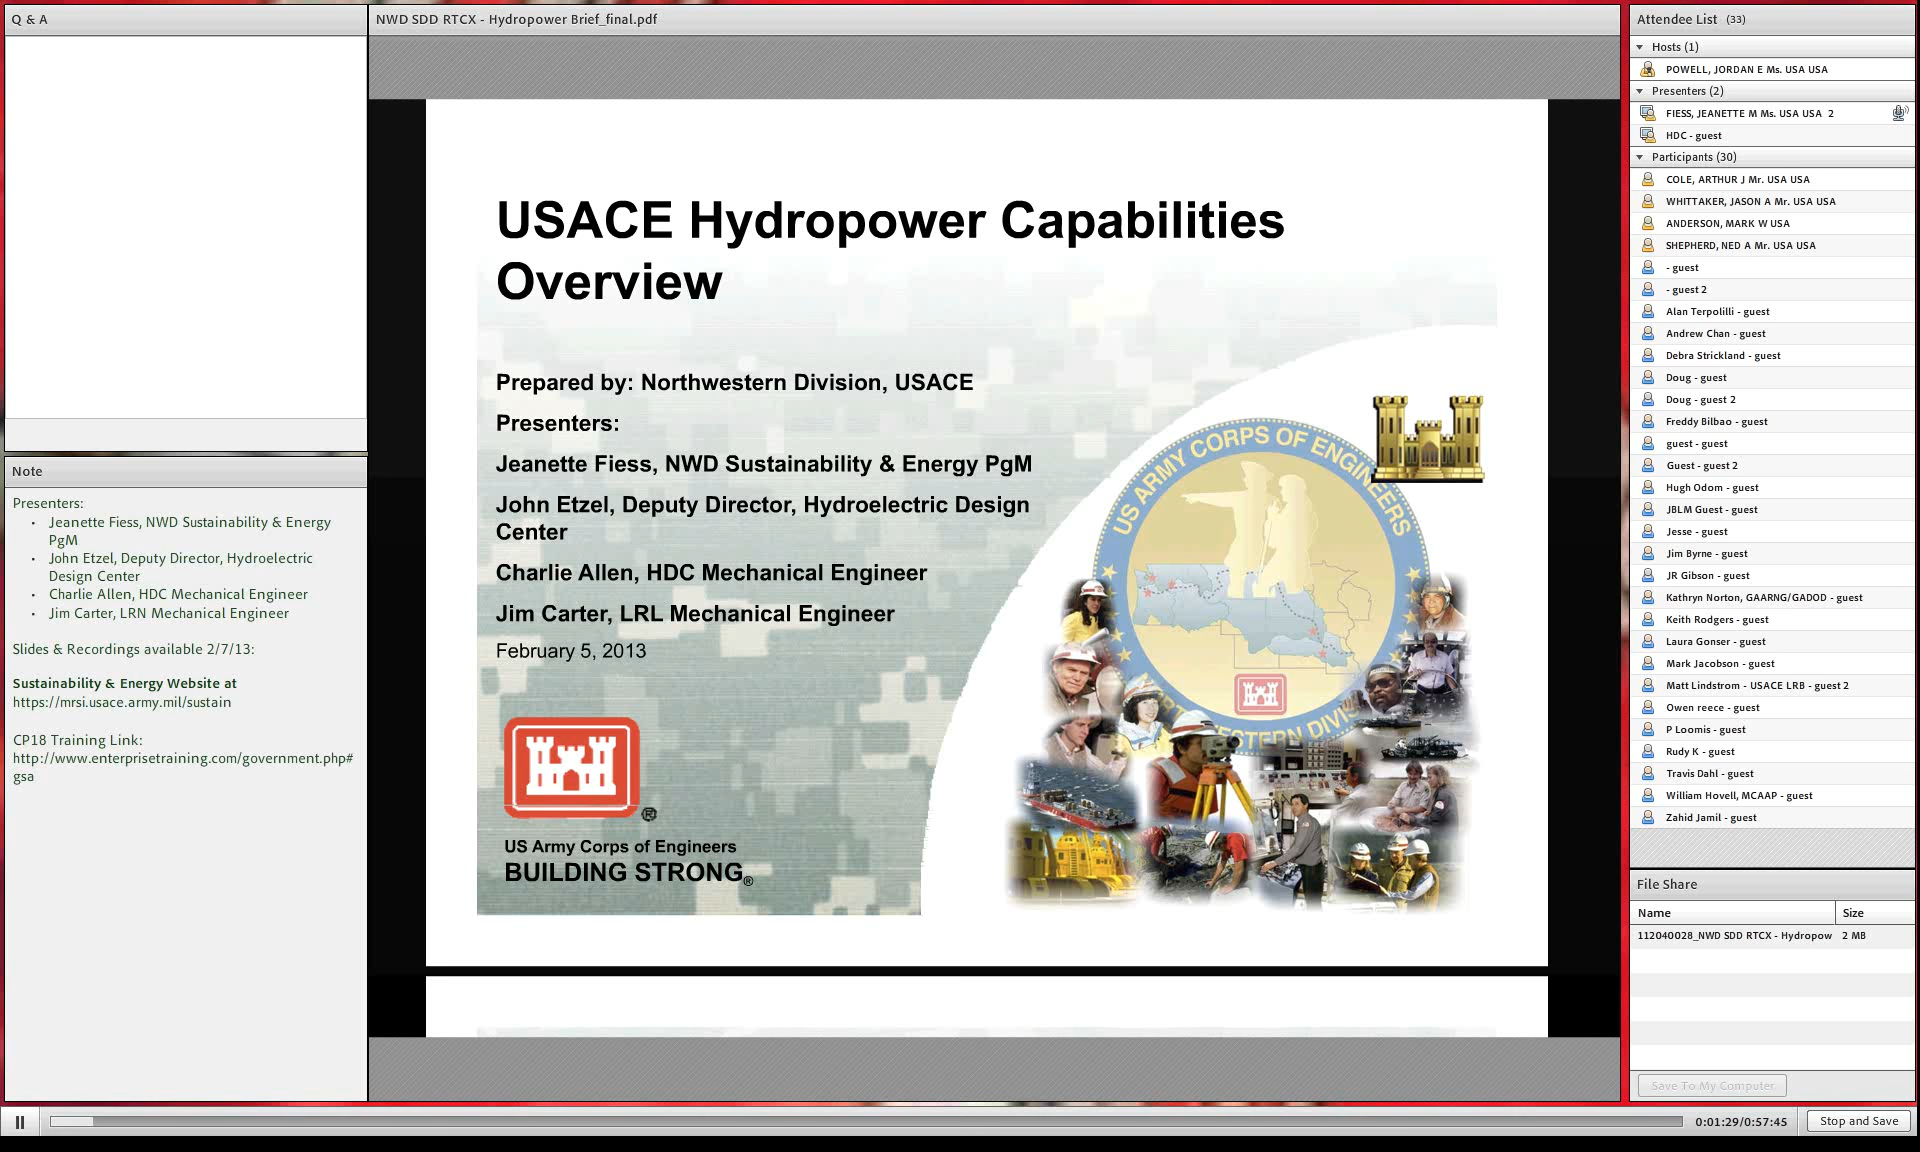 Q & A
NWD SDD RTCX - Hydropower Brief_final.pdf
USACE Hydropower Capabilities
Overview
Prepared by: Northwestern Division, USACE
Presenters:
Jeanette Fiess, NWD Sustainability & Energy PgM
John Etzel, Deputy Director, Hydroelectric Design
Center
Charlie Allen, HDC Mechanical Engineer
Jim Carter, LRL Mechanical Engineer
February 5, 2013
®
US Army Corps of Engineers
BUILDING STRONG®
US ARMY CORPS OF ENGINEERS
Note
Presenters:
• Jeanette Fiess, NWD Sustainability & Energy
PgM
• John Etzel, Deputy Director, Hydroelectric
Design Center
• Charlie Allen, HDC Mechanical Engineer
• Jim Carter, LRN Mechanical Engineer
Slides & Recordings available 2/7/13:
Sustainability & Energy Website at
https://mrsi.usace.army.mil/sustain
CP18 Training Link:
http://www.enterprisetraining.com/government.php#
gsa
Attendee List (33)
Hosts (1)
POWELL, JORDAN E Ms. USA USA
Presenters (2)
FIESS, JEANETTE M Ms. USA USA 2
HDC - guest
Participants (30)
COLE, ARTHUR J Mr. USA USA
WHITTAKER, JASON A Mr. USA USA
ANDERSON, MARK W USA
SHEPHERD, NED A Mr. USA USA
- guest
- guest 2
Alan Terpolilli - guest
Andrew Chan - guest
Debra Strickland - guest
Doug - guest
Doug - guest 2
Freddy Bilbao - guest
guest - guest
Guest - guest 2
Hugh Odom - guest
JBLM Guest - guest
Jesse - guest
Jim Byrne - guest
JR Gibson - guest
Kathryn Norton, GAARNG/GADOD - guest
Keith Rodgers - guest
Laura Gonser - guest
Mark Jacobson - guest
Matt Lindstrom - USACE LRB - guest 2
Owen reece - guest
P Loomis - guest
Rudy K - guest
Travis Dahl - guest
William Hovell, MCAAP - guest
Zahid Jamil - guest
File Share
Name Size
112040028_NWD SDD RTCX - Hydropow 2 MB
Save To My Computer
0:01:29/0:57:45
Stop and Save